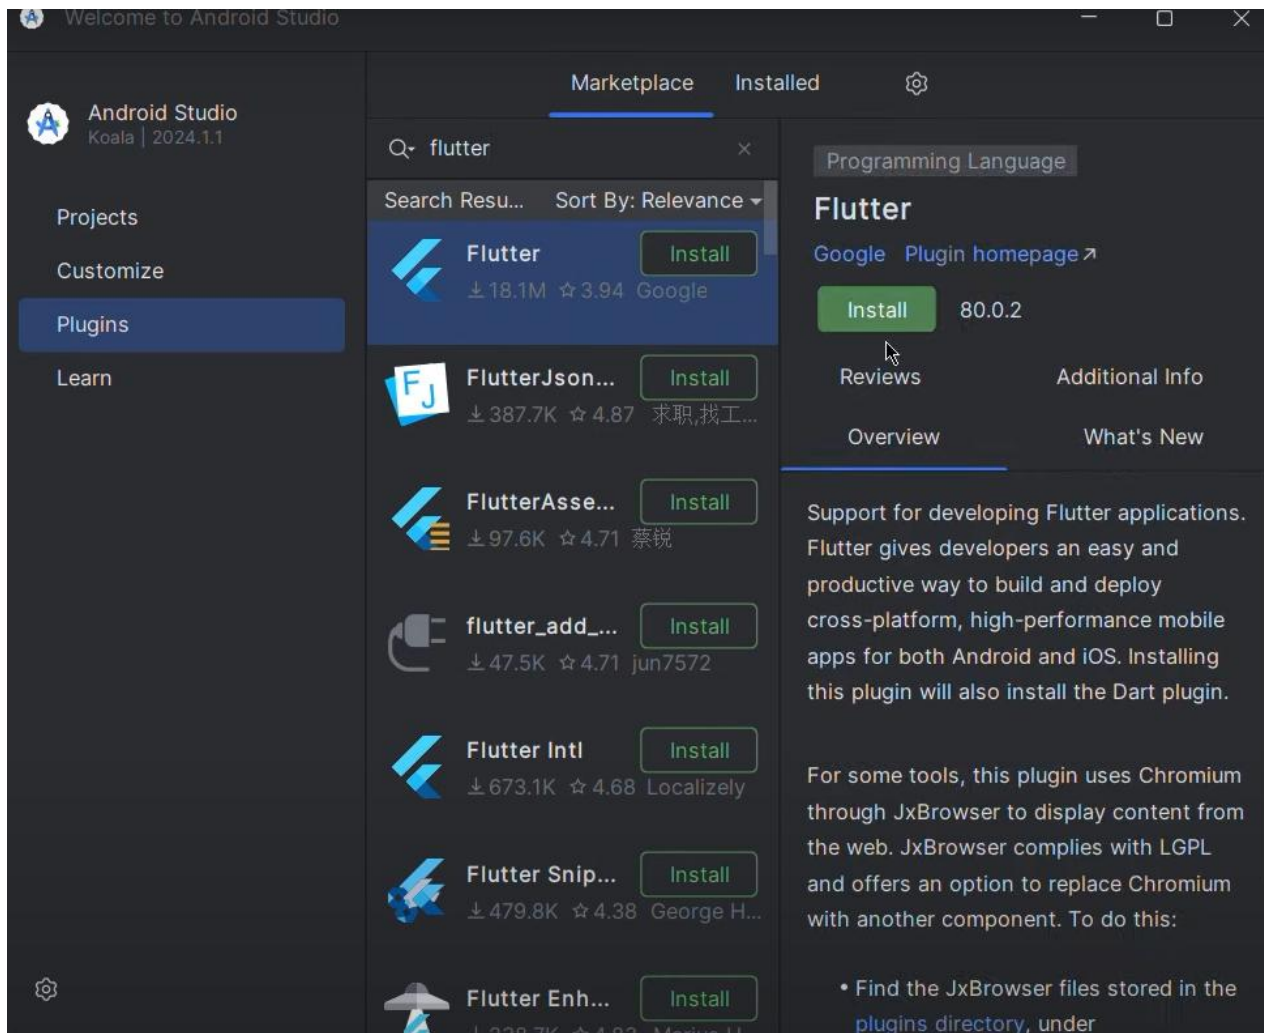 Welcome to Android Studio
Marketplace
Installed
Android Studio
Koala | 2024.1.1
Projects
Customize
Plugins
Learn
flutter
Search Resu... Sort By: Relevance
Flutter Install
18.1M 3.94 Google
FlutterJson... Install
387.7K 4.87 求职,找工...
FlutterAsse... Install
97.6K 4.71 蔡锐
flutter_add_... Install
47.5K 4.71 jun7572
Flutter Intl Install
673.1K 4.68 Localizely
Flutter Snip... Install
479.8K 4.38 George H...
Flutter Enh... Install
Programming Language
Flutter
Google Plugin homepage
Install 80.0.2
Reviews Additional Info
Overview What's New
Support for developing Flutter applications.
Flutter gives developers an easy and
productive way to build and deploy
cross-platform, high-performance mobile
apps for both Android and iOS. Installing
this plugin will also install the Dart plugin.
For some tools, this plugin uses Chromium
through JxBrowser to display content from
the web. JxBrowser complies with LGPL
and offers an option to replace Chromium
with another component. To do this:
• Find the JxBrowser files stored in the
plugins directory, under